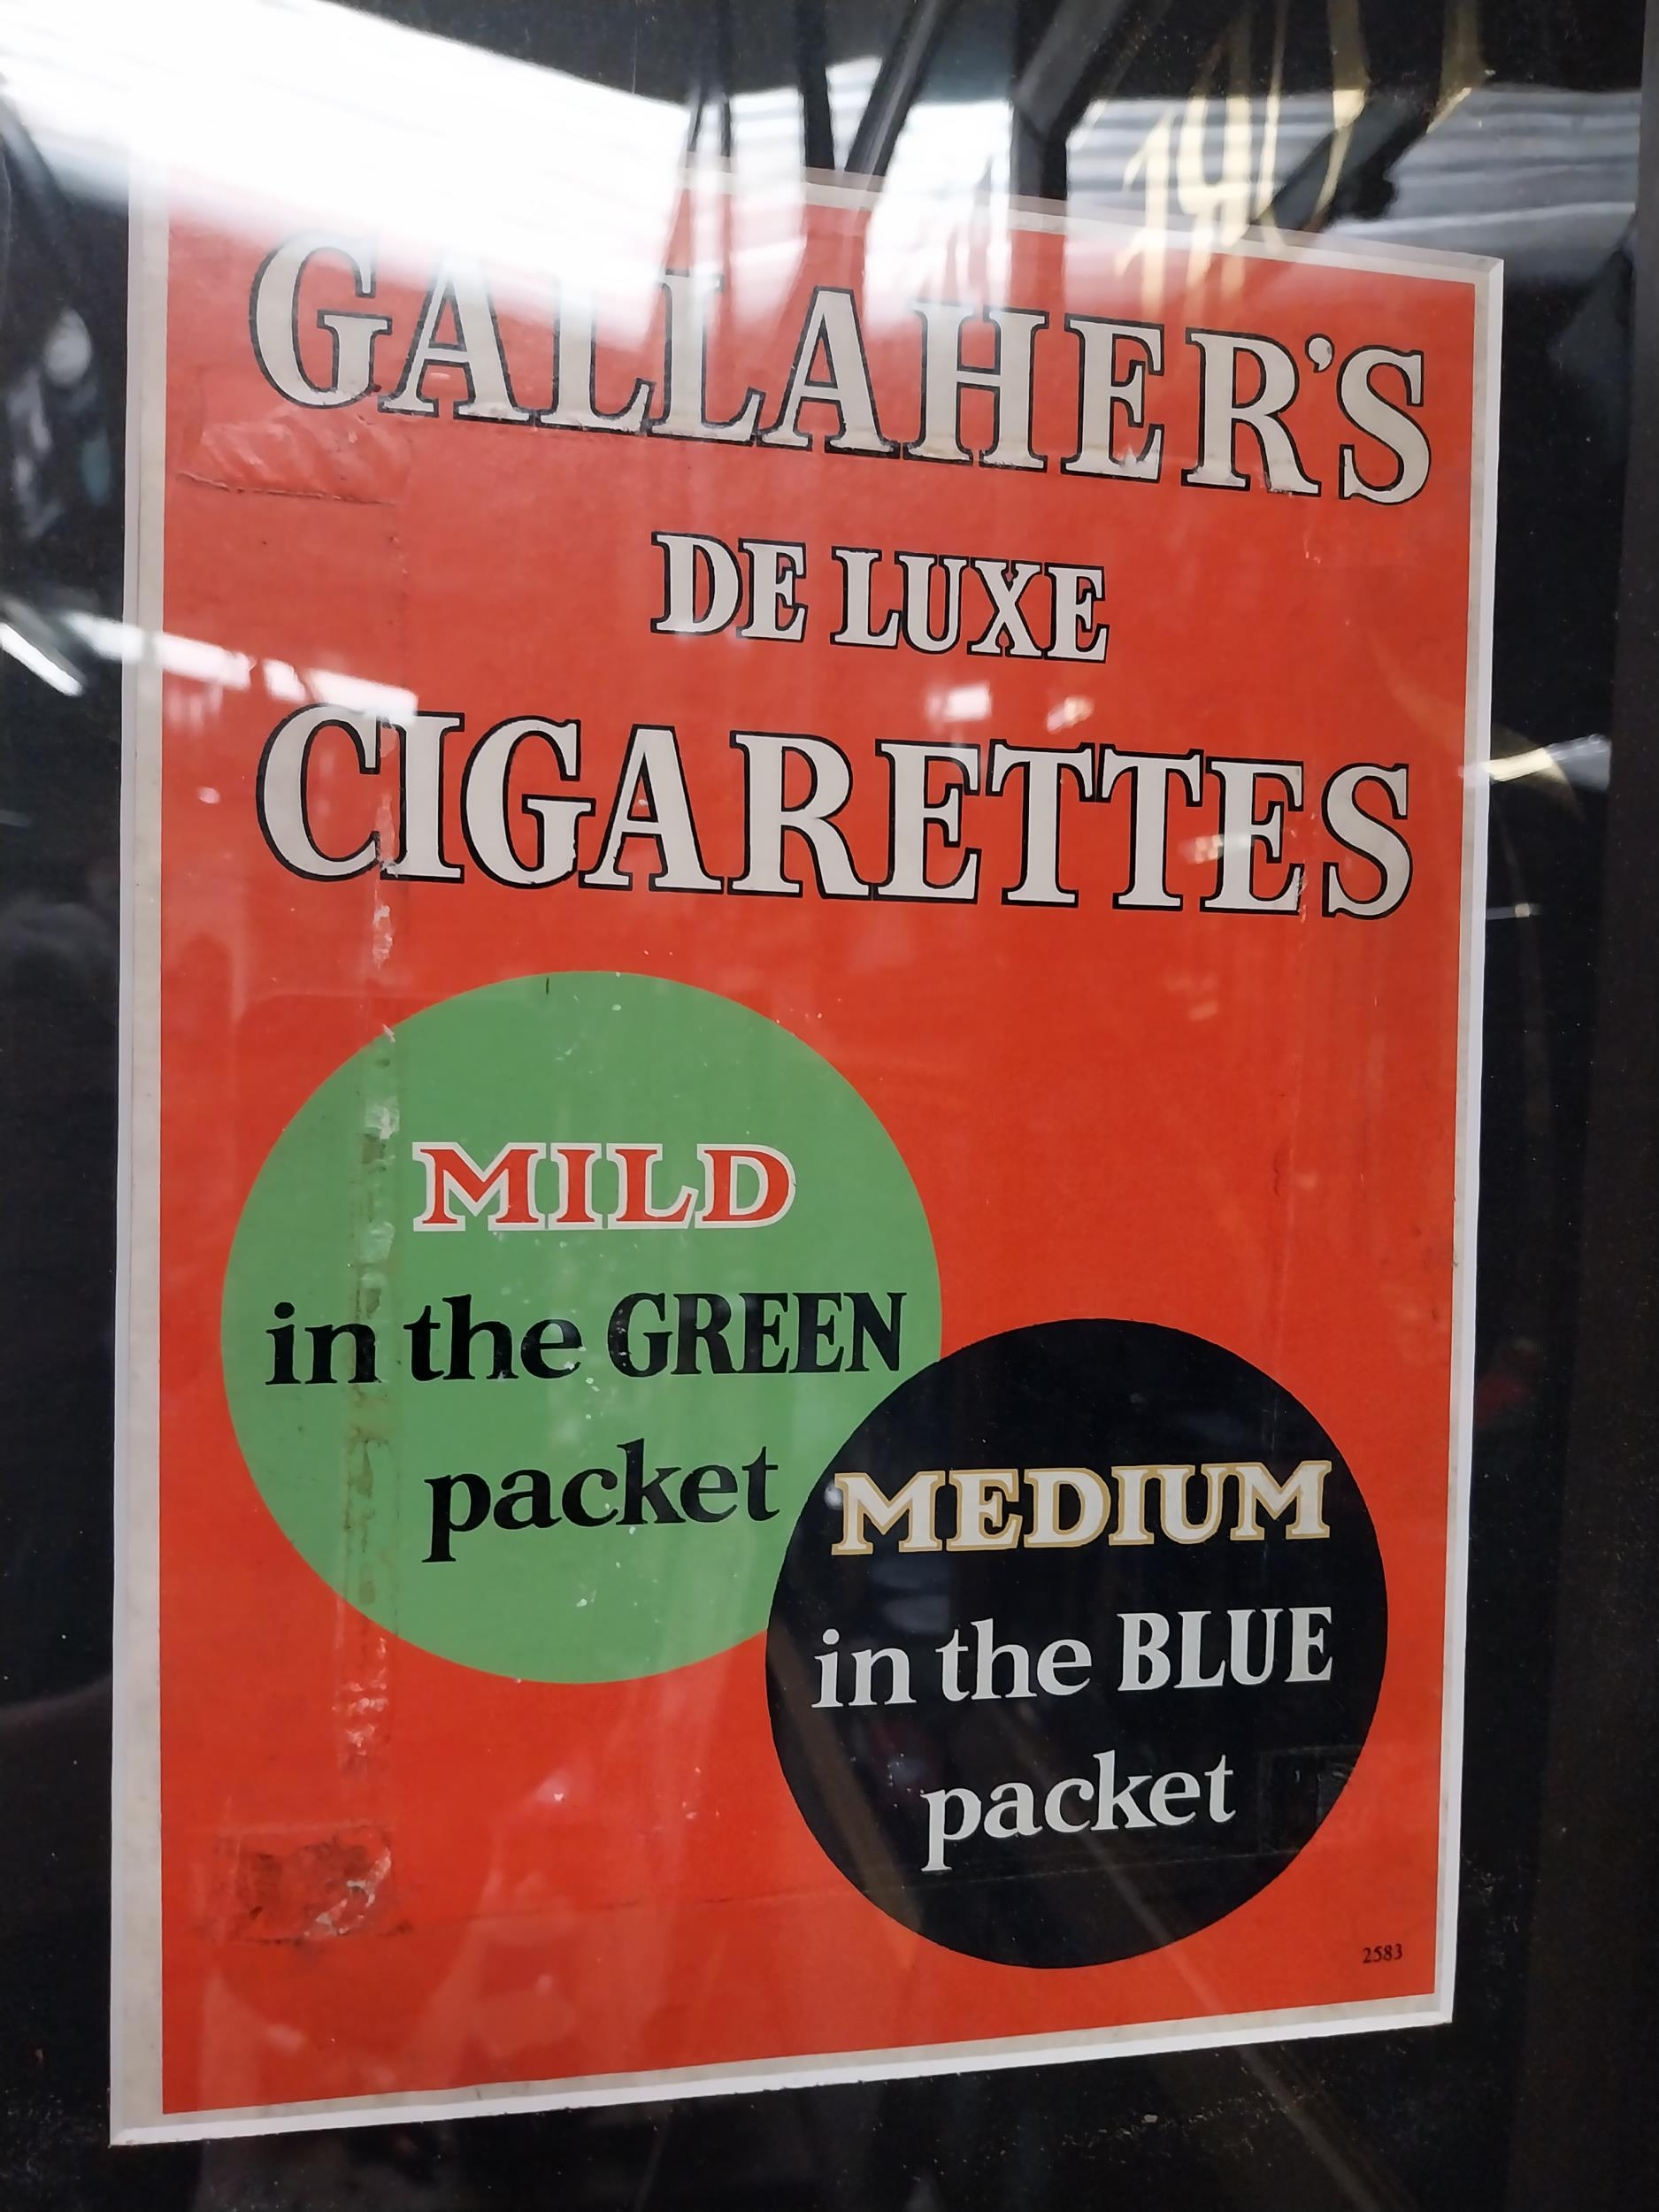 GALLAHER'S
DE LUXE
CIGARETTES
MILD
in the GREEN
packet
MEDIUM
in the BLUE
packet
2583